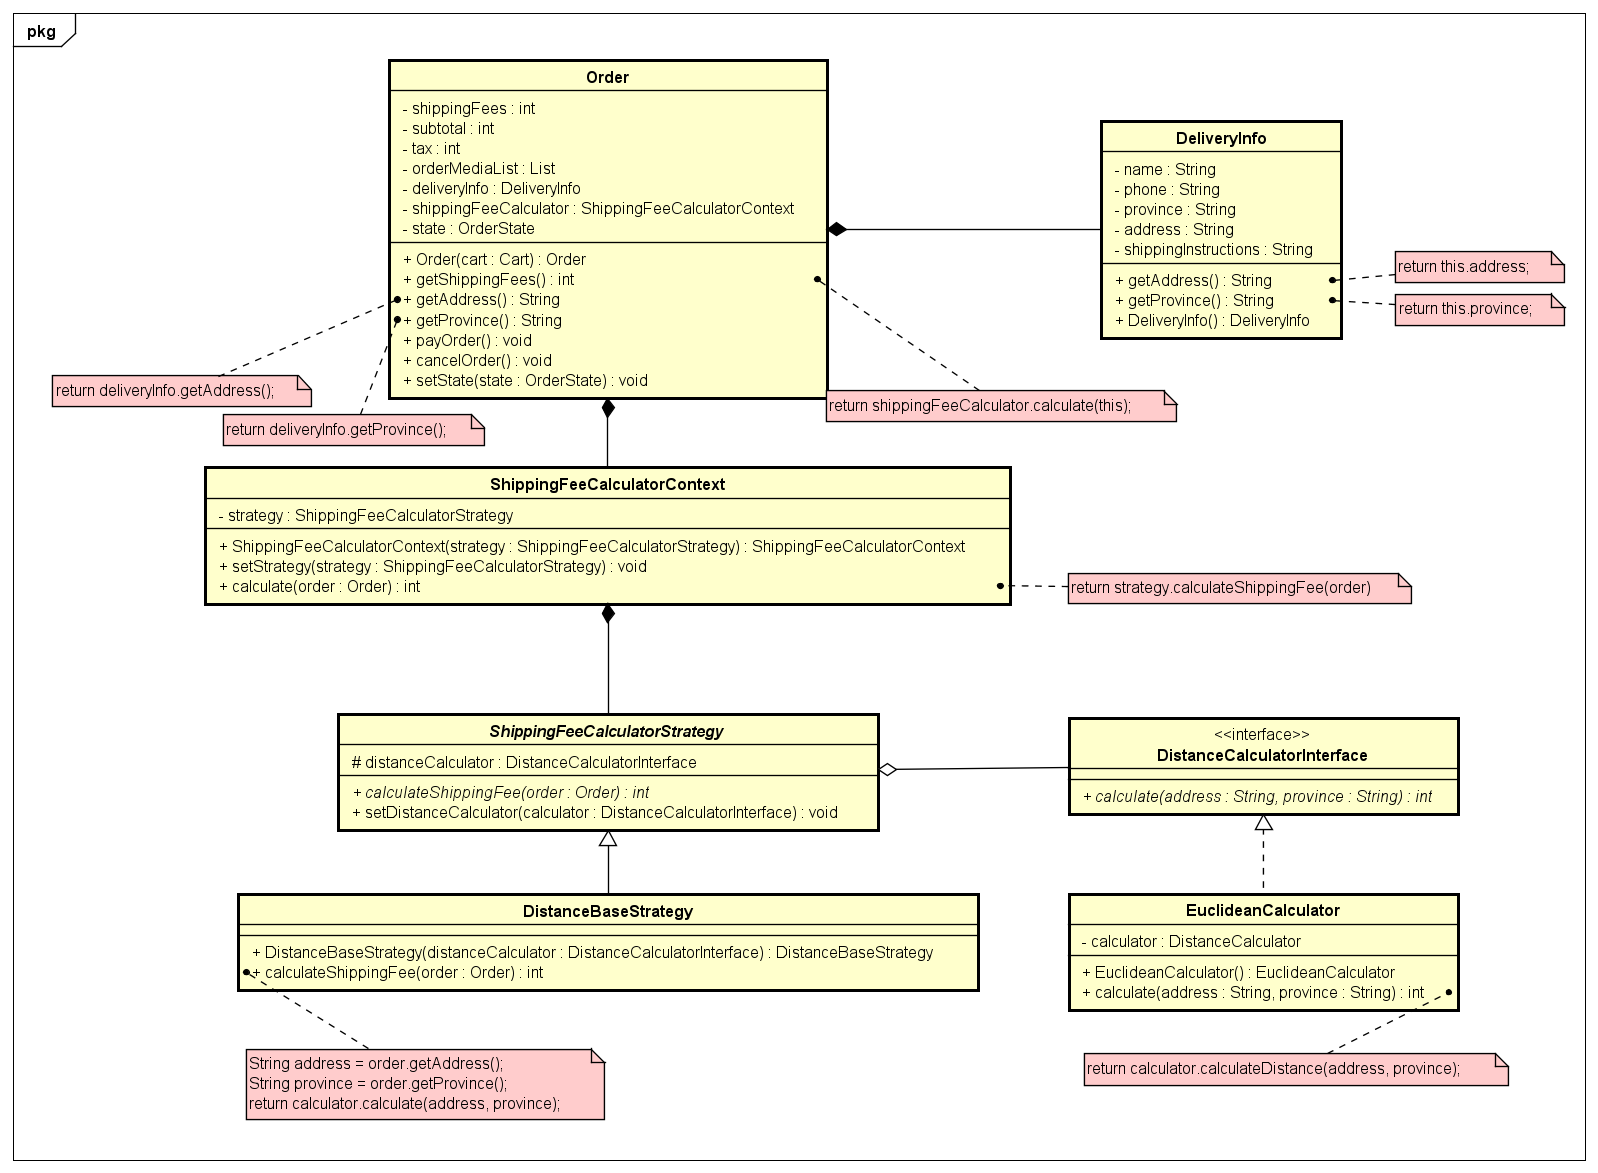 pkg
Order
- shippingFees : int
- subtotal : int
- tax : int
- orderMediaList : List
- deliveryInfo : DeliveryInfo
- shippingFeeCalculator : ShippingFeeCalculatorContext
- state : OrderState
+ Order(cart : Cart) : Order
+ getShippingFees() : int
+ getAddress() : String
+ getProvince() : String
+ payOrder() : void
+ cancelOrder() : void
+ setState(state : OrderState) : void
DeliveryInfo
- name : String
- phone : String
- province : String
- address : String
- shippingInstructions : String
+ getAddress() : String
+ getProvince() : String
+ DeliveryInfo() : DeliveryInfo
return this.address;
return this.province;
return deliveryInfo.getAddress();
return deliveryInfo.getProvince();
return shippingFeeCalculator.calculate(this);
ShippingFeeCalculatorContext
- strategy : ShippingFeeCalculatorStrategy
+ ShippingFeeCalculatorContext(strategy : ShippingFeeCalculatorStrategy) : ShippingFeeCalculatorContext
+ setStrategy(strategy : ShippingFeeCalculatorStrategy) : void
+ calculate(order : Order) : int
return strategy.calculateShippingFee(order)
ShippingFeeCalculatorStrategy
# distanceCalculator : DistanceCalculatorInterface
+ calculateShippingFee(order : Order) : int
+ setDistanceCalculator(calculator : DistanceCalculatorInterface) : void
<<interface>>
DistanceCalculatorInterface
+ calculate(address : String, province : String) : int
DistanceBaseStrategy
+ DistanceBaseStrategy(distanceCalculator : DistanceCalculatorInterface) : DistanceBaseStrategy
+ calculateShippingFee(order : Order) : int
EuclideanCalculator
- calculator : DistanceCalculator
+ EuclideanCalculator() : EuclideanCalculator
+ calculate(address : String, province : String) : int
String address = order.getAddress();
String province = order.getProvince();
return calculator.calculate(address, province);
return calculator.calculateDistance(address, province);